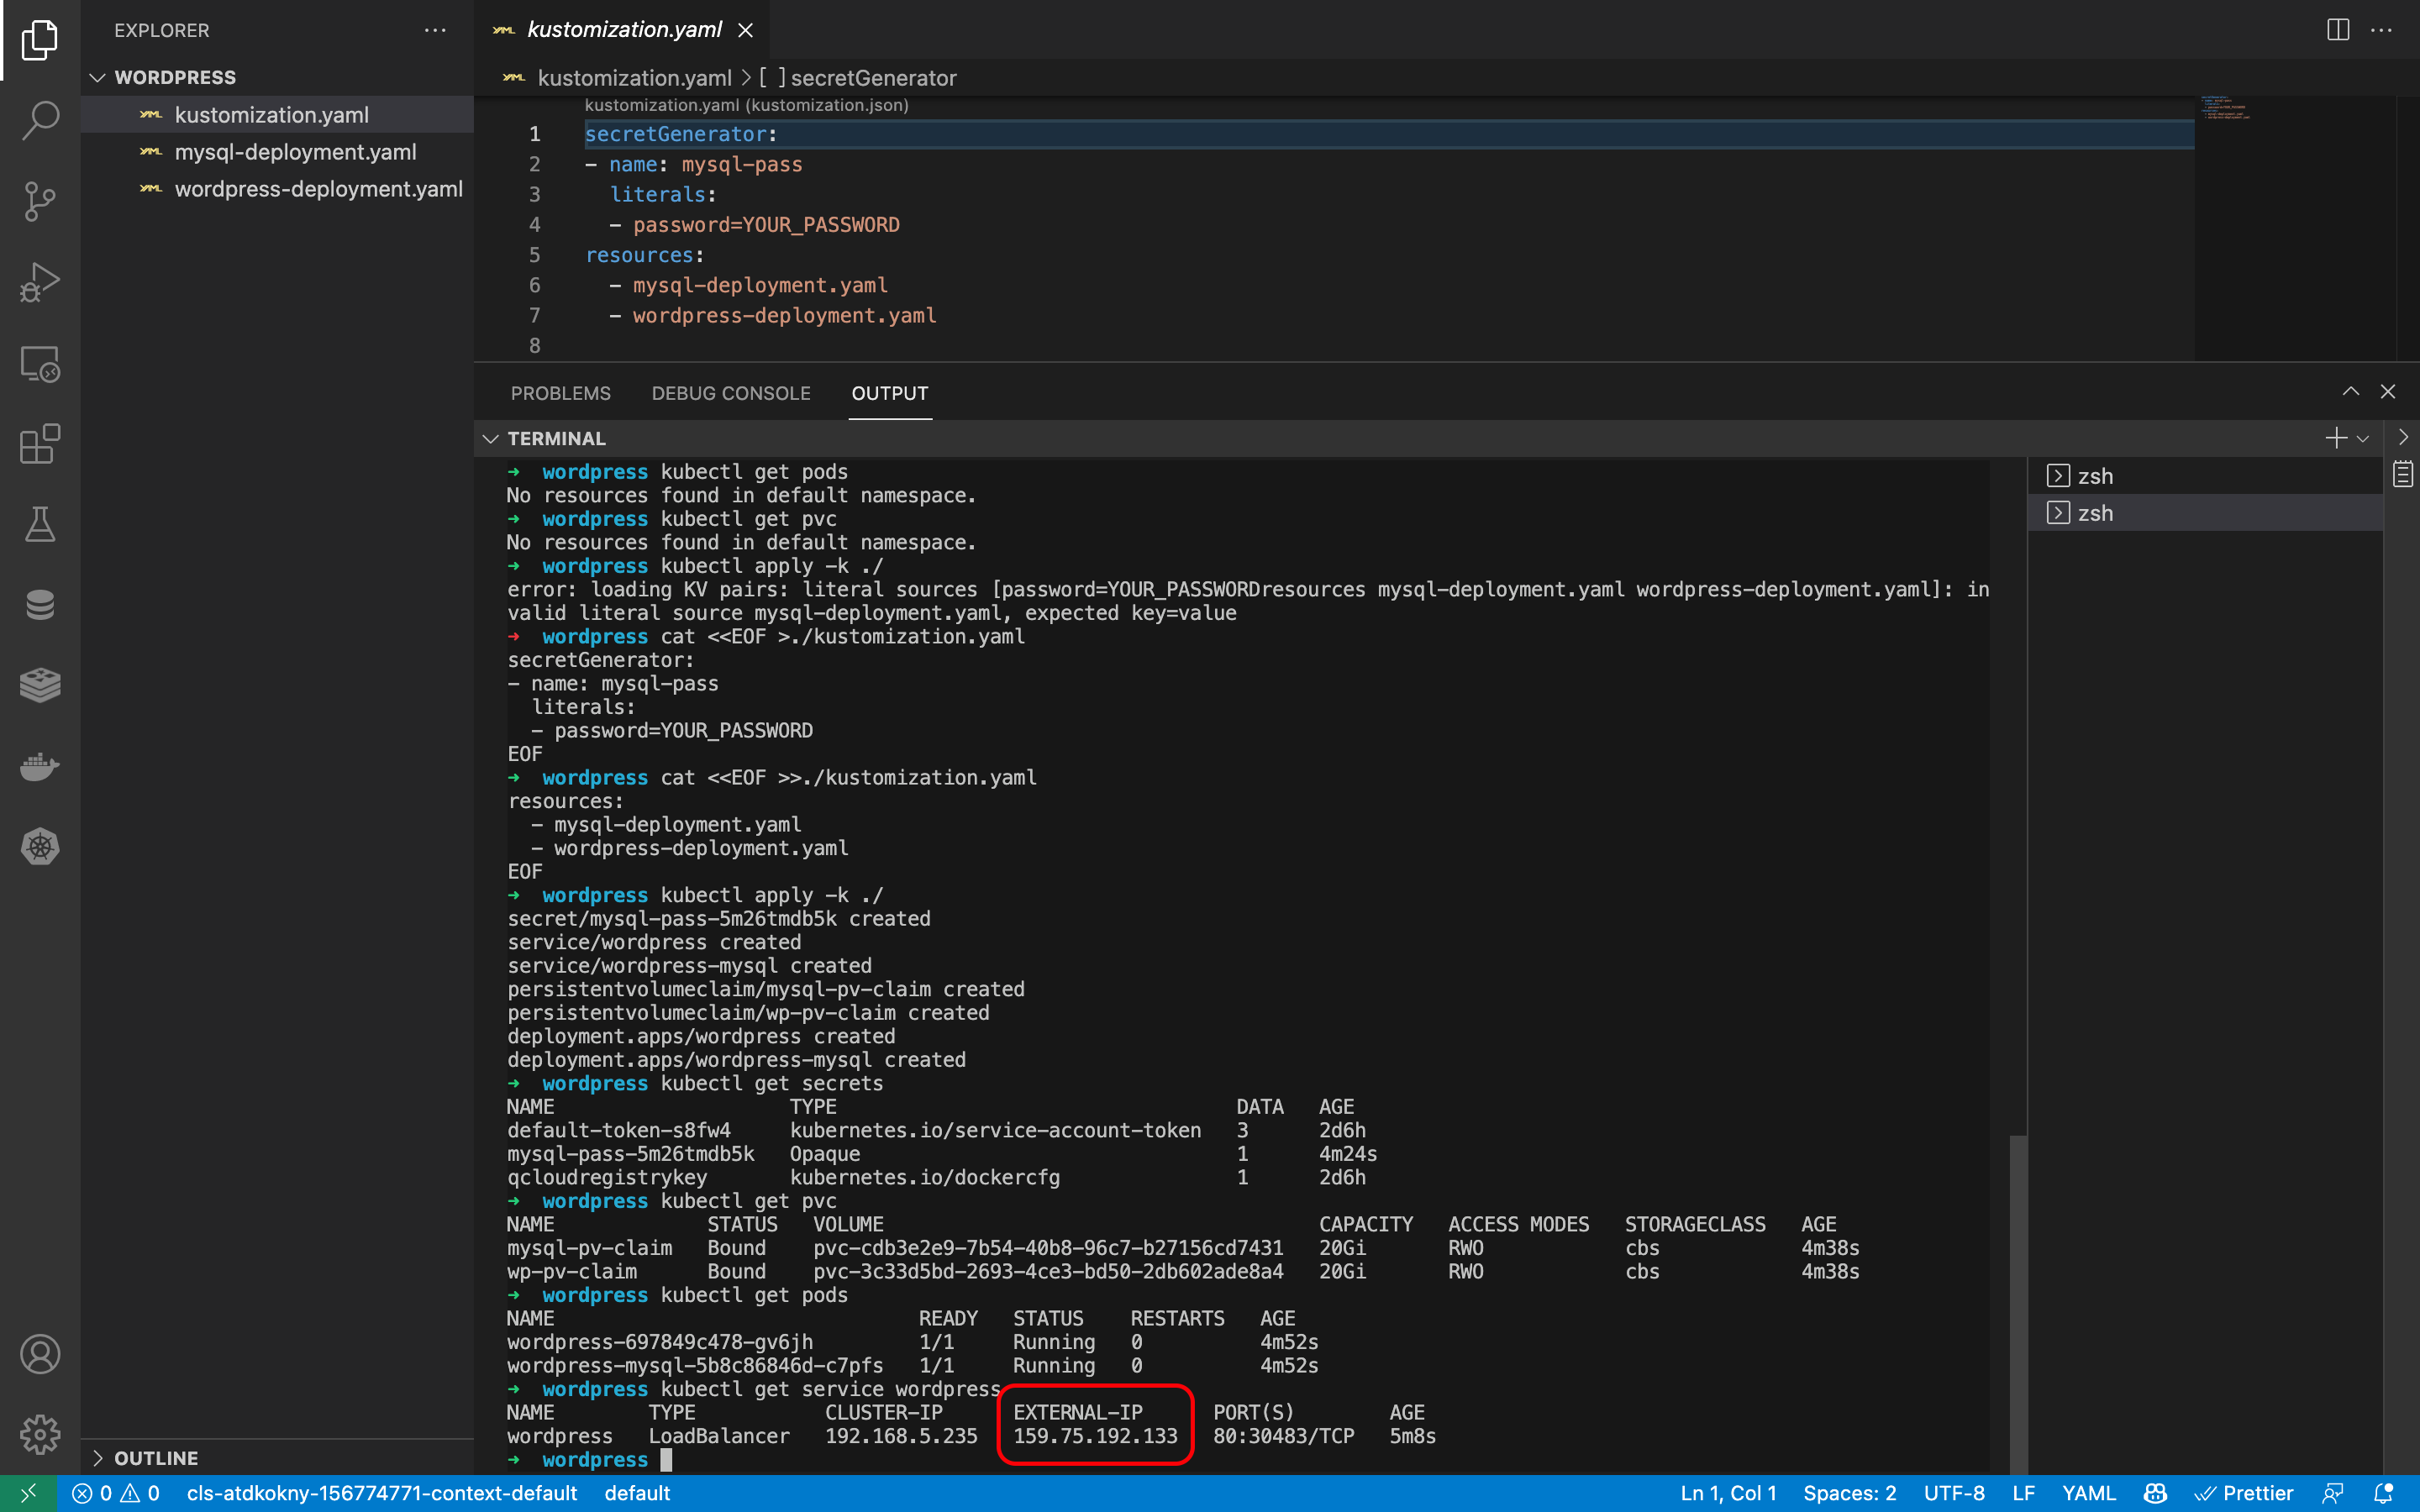 EXPLORER
WORDPRESS
kustomization.yaml
mysql-deployment.yaml
wordpress-deployment.yaml
OUTLINE
kustomization.yaml
kustomization.yaml > [ ] secretGenerator
kustomization.yaml (kustomization.json)
1 secretGenerator:
2 - name: mysql-pass
3   literals:
4   - password=YOUR_PASSWORD
5 resources:
6   - mysql-deployment.yaml
7   - wordpress-deployment.yaml
8
PROBLEMS DEBUG CONSOLE OUTPUT
TERMINAL
➜  wordpress kubectl get pods
No resources found in default namespace.
➜  wordpress kubectl get pvc
No resources found in default namespace.
➜  wordpress kubectl apply -k ./
error: loading KV pairs: literal sources [password=YOUR_PASSWORDresources mysql-deployment.yaml wordpress-deployment.yaml]: in
valid literal source mysql-deployment.yaml, expected key=value
➜  wordpress cat <<EOF >./kustomization.yaml
secretGenerator:
- name: mysql-pass
  literals:
  - password=YOUR_PASSWORD
EOF
➜  wordpress cat <<EOF >>./kustomization.yaml
resources:
  - mysql-deployment.yaml
  - wordpress-deployment.yaml
EOF
➜  wordpress kubectl apply -k ./
secret/mysql-pass-5m26tmdb5k created
service/wordpress created
service/wordpress-mysql created
persistentvolumeclaim/mysql-pv-claim created
persistentvolumeclaim/wp-pv-claim created
deployment.apps/wordpress created
deployment.apps/wordpress-mysql created
➜  wordpress kubectl get secrets
NAME                    TYPE                                  DATA   AGE
default-token-s8fw4     kubernetes.io/service-account-token   3      2d6h
mysql-pass-5m26tmdb5k   Opaque                                1      4m24s
qcloudregistrykey       kubernetes.io/dockercfg               1      2d6h
➜  wordpress kubectl get pvc
NAME             STATUS   VOLUME                                     CAPACITY   ACCESS MODES   STORAGECLASS   AGE
mysql-pv-claim   Bound    pvc-cdb3e2e9-7b54-40b8-96c7-b27156cd7431   20Gi       RWO            cbs            4m38s
wp-pv-claim      Bound    pvc-3c33d5bd-2693-4ce3-bd50-2db602ade8a4   20Gi       RWO            cbs            4m38s
➜  wordpress kubectl get pods
NAME                               READY   STATUS    RESTARTS   AGE
wordpress-697849c478-gv6jh         1/1     Running   0          4m52s
wordpress-mysql-5b8c86846d-c7pfs   1/1     Running   0          4m52s
➜  wordpress kubectl get service wordpress
NAME        TYPE           CLUSTER-IP      EXTERNAL-IP      PORT(S)        AGE
wordpress   LoadBalancer   192.168.5.235   159.75.192.133   80:30483/TCP   5m8s
➜  wordpress
zsh
zsh
0 0 cls-atdkokny-156774771-context-default default Ln 1, Col 1 Spaces: 2 UTF-8 LF YAML Prettier